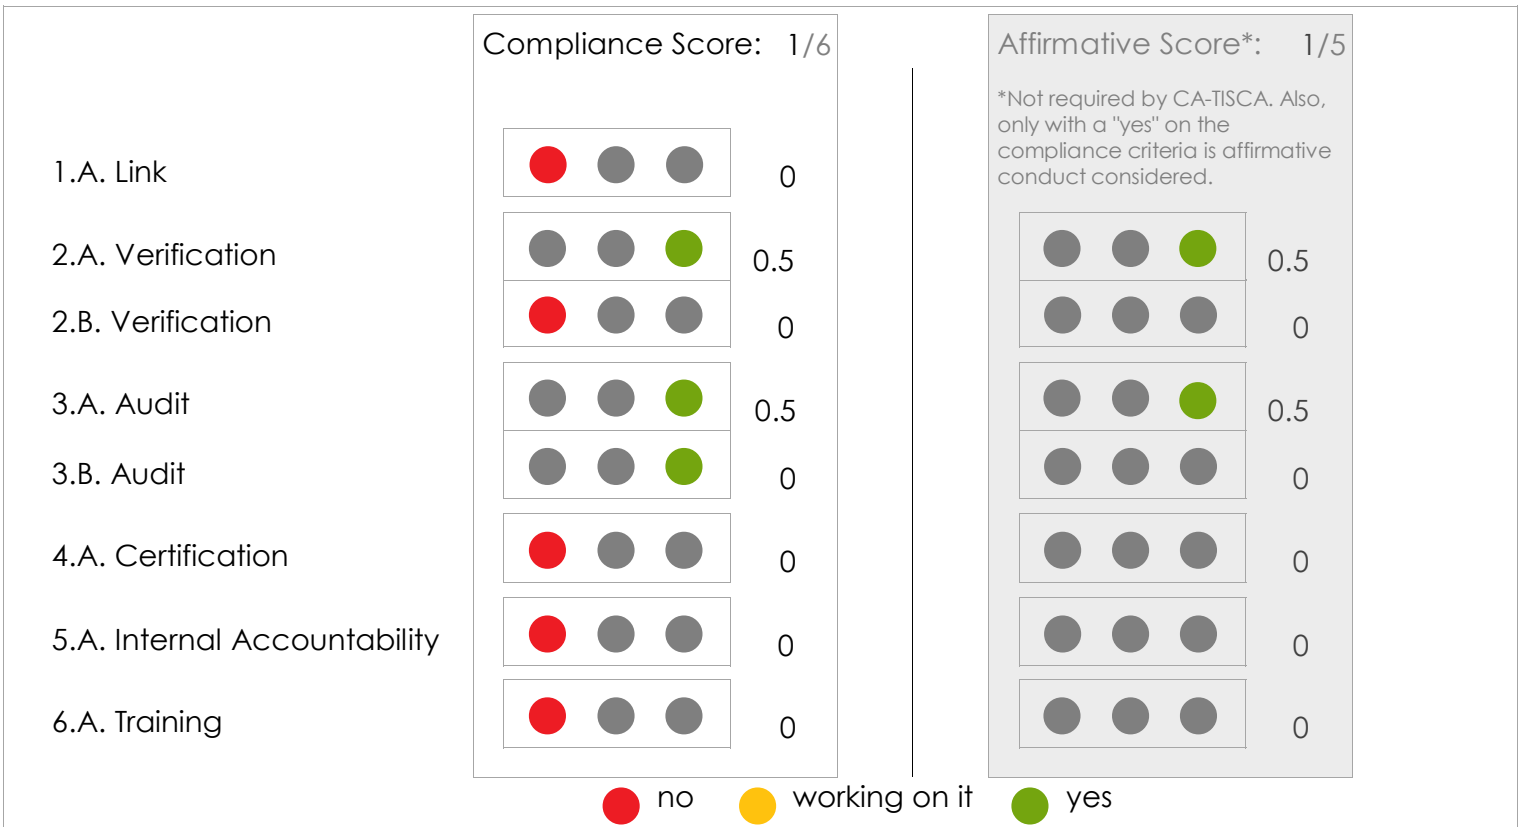 Compliance Score: 1/6
Affirmative Score*: 1/5
*Not required by CA-TISCA. Also,
only with a "yes" on the
compliance criteria is affirmative
conduct considered.
1.A. Link 0
2.A. Verification 0.5 0.5
2.B. Verification 0 0
3.A. Audit 0.5 0.5
3.B. Audit 0 0
4.A. Certification 0 0
5.A. Internal Accountability 0 0
6.A. Training 0 0
no working on it yes